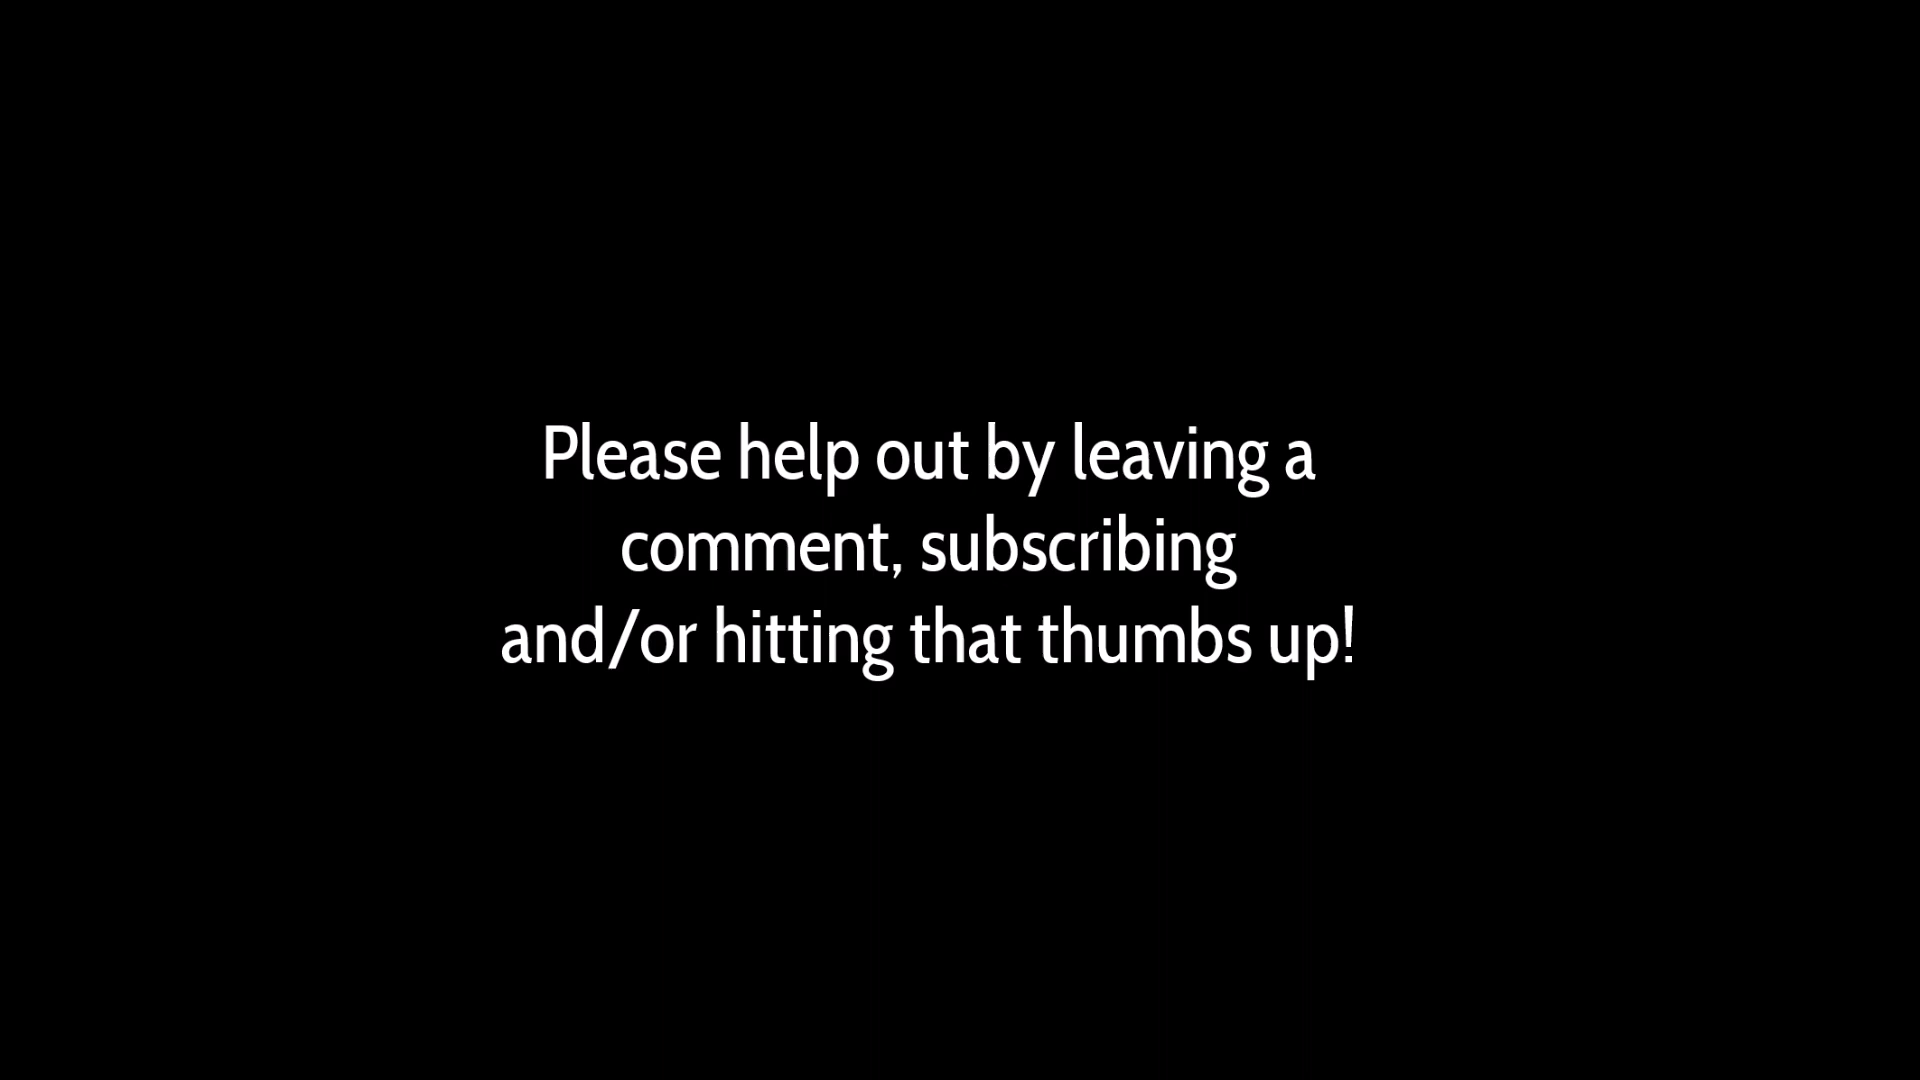 Please help out by leaving a
comment, subscribing
and/or hitting that thumbs up!